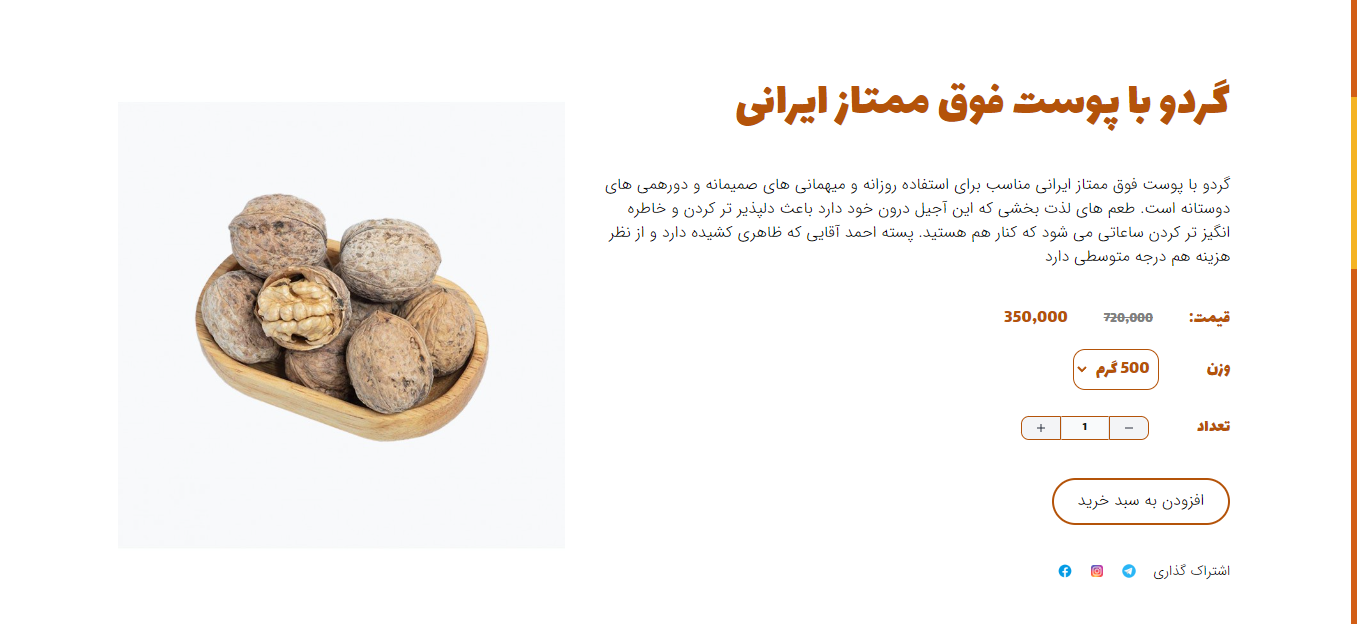 گردو با پوست فوق ممتاز ایرانی
گردو با پوست فوق ممتاز ایرانی مناسب برای استفاده روزانه و میهمانی های صمیمانه و دورهمی های
دوستانه است. طعم های لذت بخشی که این آجیل درون خود دارد باعث دلپذیر تر کردن و خاطره
انگیز تر کردن ساعاتی می شود که کنار هم هستید. پسته احمد آقایی که ظاهری کشیده دارد و از نظر
هزینه هم درجه متوسطی دارد
قیمت: 720,000 350,000
وزن 500 گرم
تعداد − 1 +
افزودن به سبد خرید
اشتراک گذاری